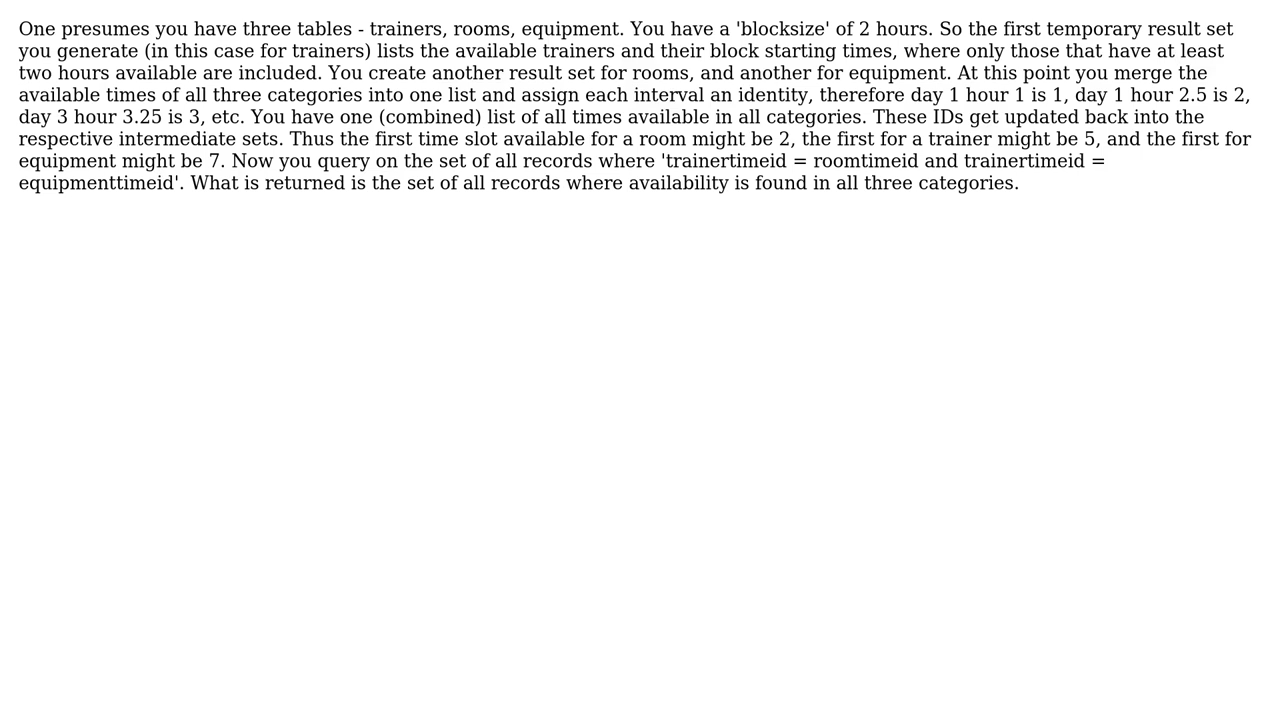 One presumes you have three tables - trainers, rooms, equipment. You have a 'blocksize' of 2 hours. So the first temporary result set
you generate (in this case for trainers) lists the available trainers and their block starting times, where only those that have at least
two hours available are included. You create another result set for rooms, and another for equipment. At this point you merge the
available times of all three categories into one list and assign each interval an identity, therefore day 1 hour 1 is 1, day 1 hour 2.5 is 2,
day 3 hour 3.25 is 3, etc. You have one (combined) list of all times available in all categories. These IDs get updated back into the
respective intermediate sets. Thus the first time slot available for a room might be 2, the first for a trainer might be 5, and the first for
equipment might be 7. Now you query on the set of all records where 'trainertimeid = roomtimeid and trainertimeid =
equipmenttimeid'. What is returned is the set of all records where availability is found in all three categories.